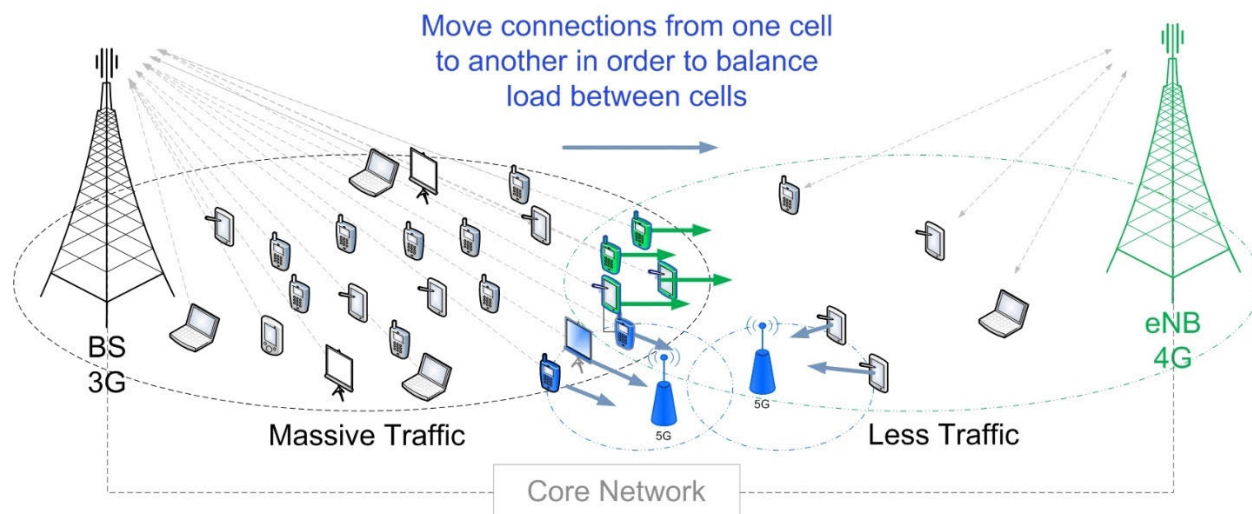 Move connections from one cell
to another in order to balance
load between cells
BS
3G
eNB
4G
5G
5G
Massive Traffic
Less Traffic
Core Network